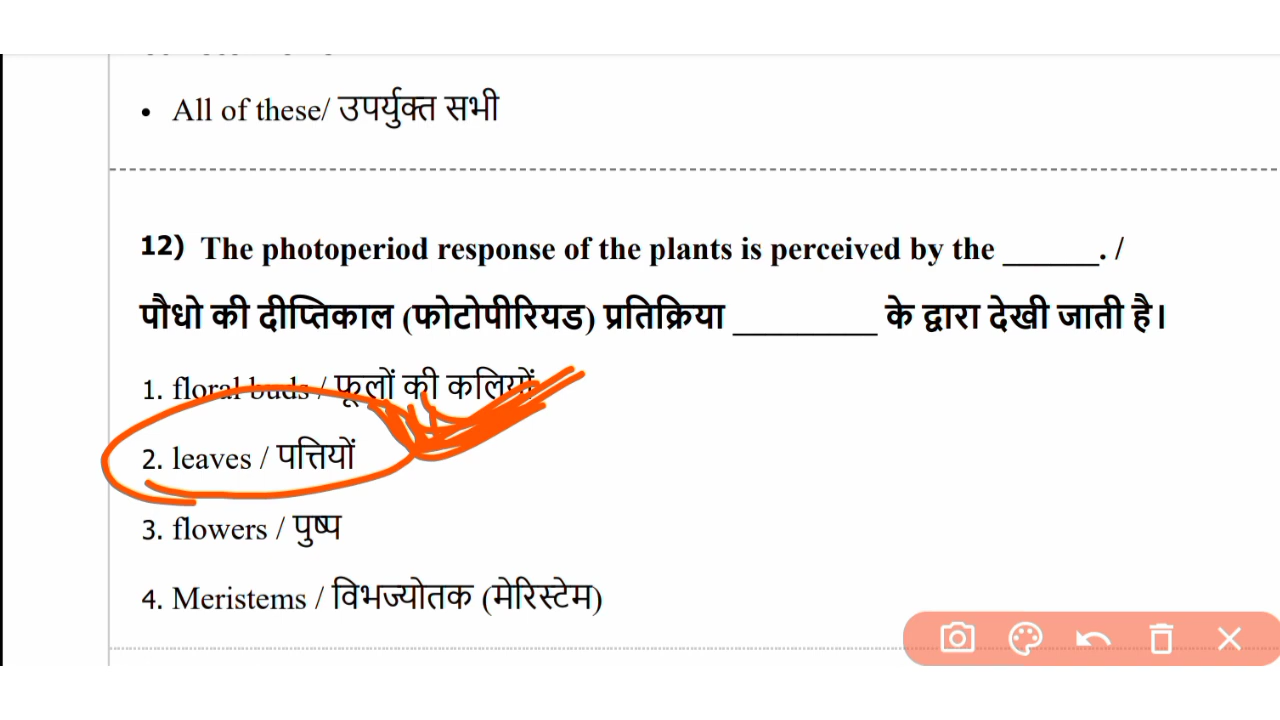 • All of these/ उपर्युक्त सभी
12) The photoperiod response of the plants is perceived by the ______. /
पौधो की दीप्तिकाल (फोटोपीरियड) प्रतिक्रिया _________ के द्वारा देखी जाती है।
1. floral buds / फूलों की कलियों
2. leaves / पत्तियों
3. flowers / पुष्प
4. Meristems / विभज्योतक (मेरिस्टेम)